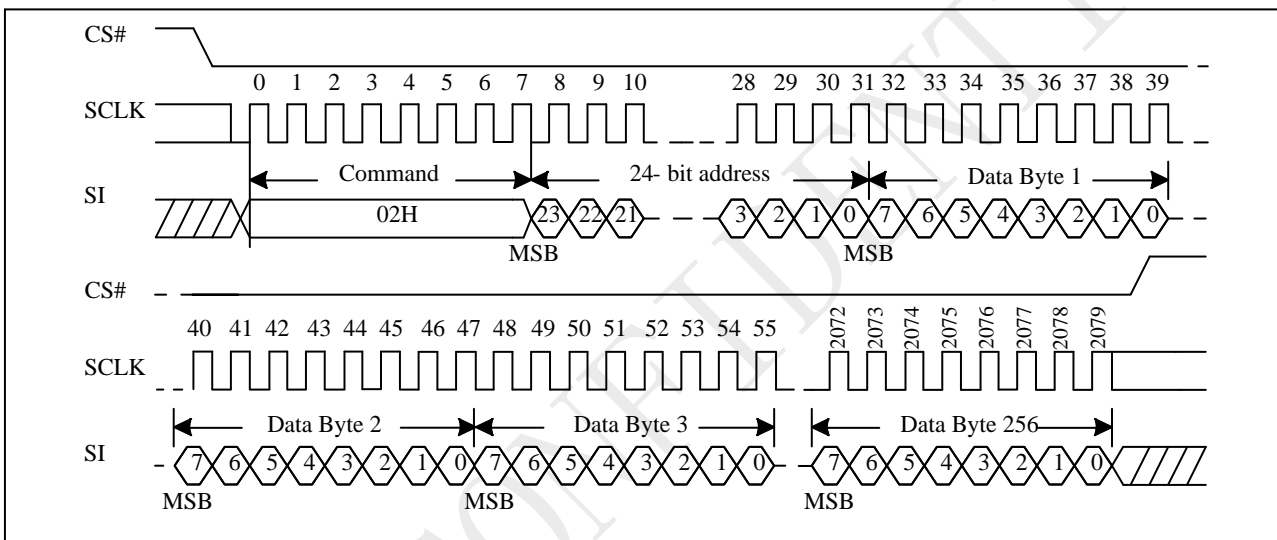 CS#
0 1 2 3 4 5 6 7 8 9 10 28 29 30 31 32 33 34 35 36 37 38 39
SCLK
Command 24- bit address Data Byte 1
SI
02H 23 22 21 3 2 1 0 7 6 5 4 3 2 1 0
MSB MSB
CS#
40 41 42 43 44 45 46 47 48 49 50 51 52 53 54 55 2072 2073 2074 2075 2076 2077 2078 2079
SCLK
Data Byte 2 Data Byte 3 Data Byte 256
SI
7 6 5 4 3 2 1 0 7 6 5 4 3 2 1 0 7 6 5 4 3 2 1 0
MSB MSB MSB
ONFIDENT